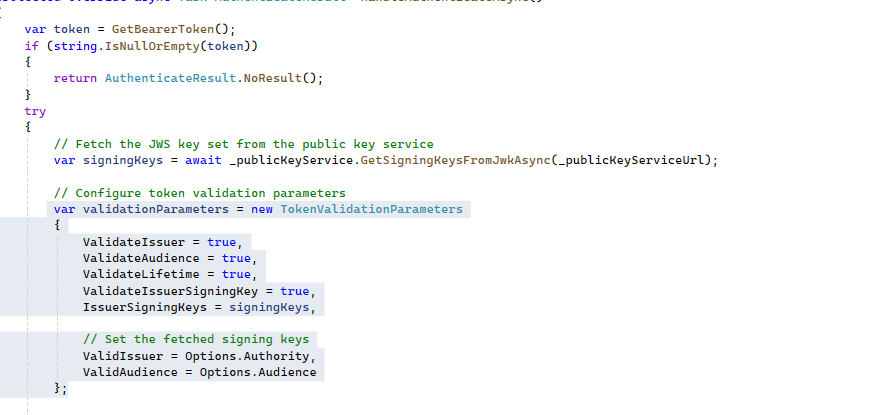 {
var token = GetBearerToken();
if (string.IsNullOrEmpty(token))
{
return AuthenticateResult.NoResult();
}
try
{
// Fetch the JWS key set from the public key service
var signingKeys = await _publicKeyService.GetSigningKeysFromJwkAsync(_publicKeyServiceUrl);
// Configure token validation parameters
var validationParameters = new TokenValidationParameters
{
ValidateIssuer = true,
ValidateAudience = true,
ValidateLifetime = true,
ValidateIssuerSigningKey = true,
IssuerSigningKeys = signingKeys,
// Set the fetched signing keys
ValidIssuer = Options.Authority,
ValidAudience = Options.Audience
};